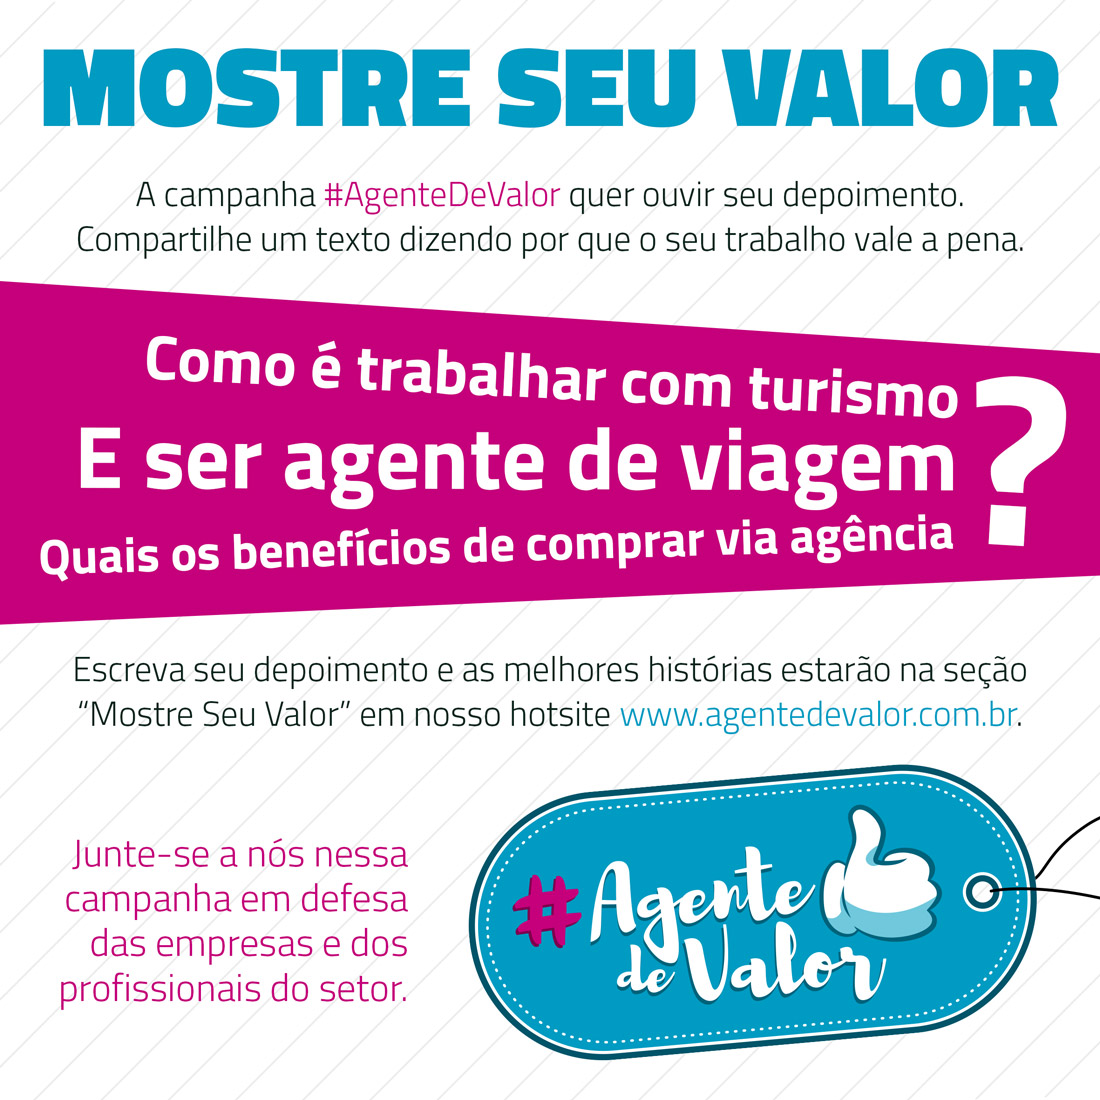 MOSTRE SEU VALOR
A campanha #AgenteDeValor quer ouvir seu depoimento.
Compartilhe um texto dizendo por que o seu trabalho vale a pena.
Como é trabalhar com turismo
E ser agente de viagem
Quais os benefícios de comprar via agência
?
Escreva seu depoimento e as melhores histórias estarão na seção
“Mostre Seu Valor” em nosso hotsite www.agentedevalor.com.br.
Junte-se a nós nessa
campanha em defesa
das empresas e dos
profissionais do setor.
#Agente
de Valor